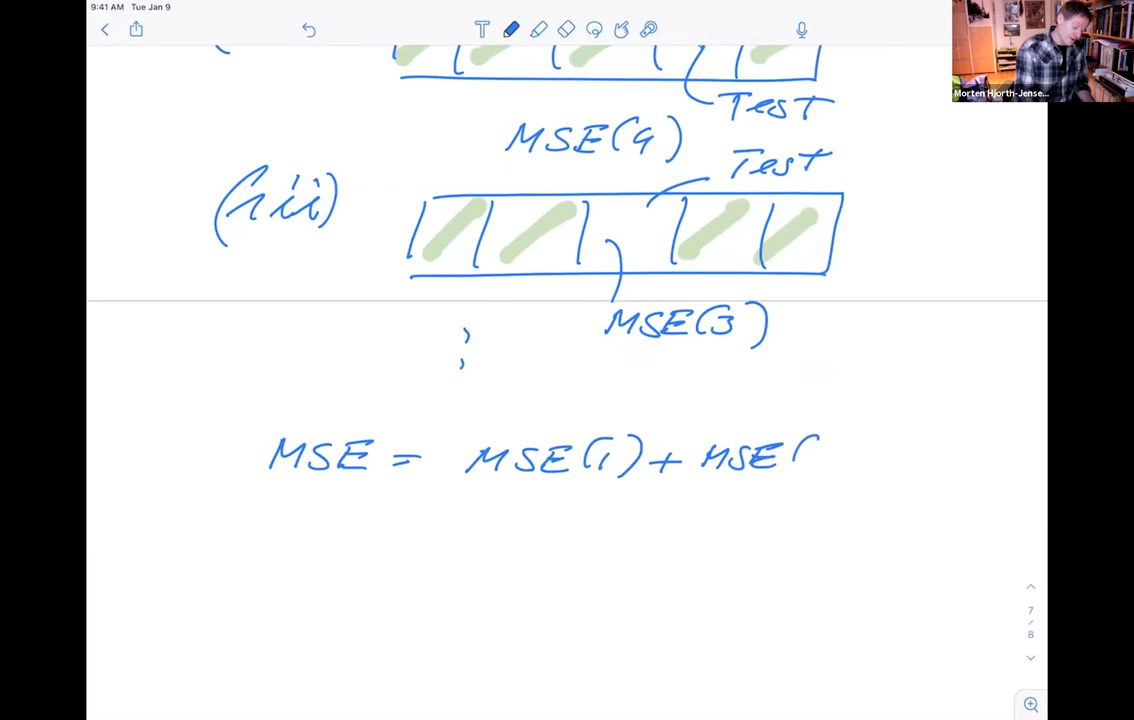 9:41 AM Tue Jan 9
T
Morten Hjorth-Jense...
Test
MSE(4)
Test
(iii)
MSE(3)
MSE = MSE(1) + MSE(
7
/
8